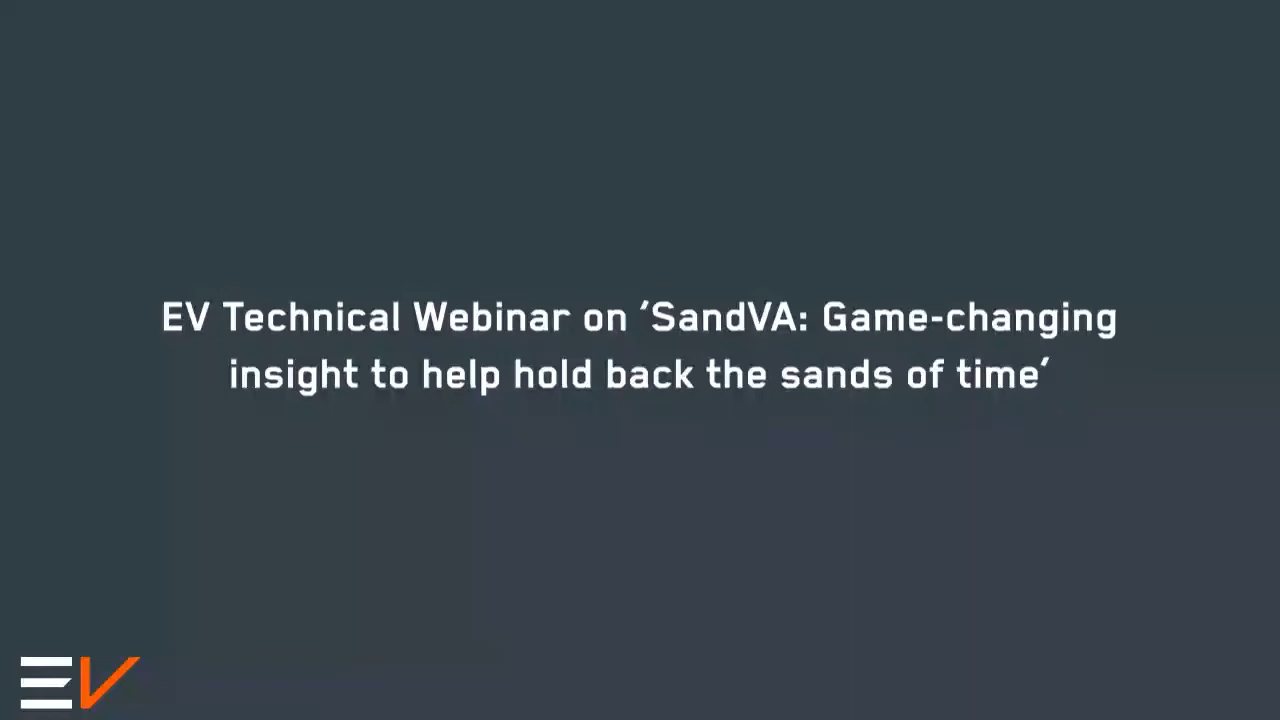 EV Technical Webinar on ‘SandVA: Game-changing
insight to help hold back the sands of time’
EV